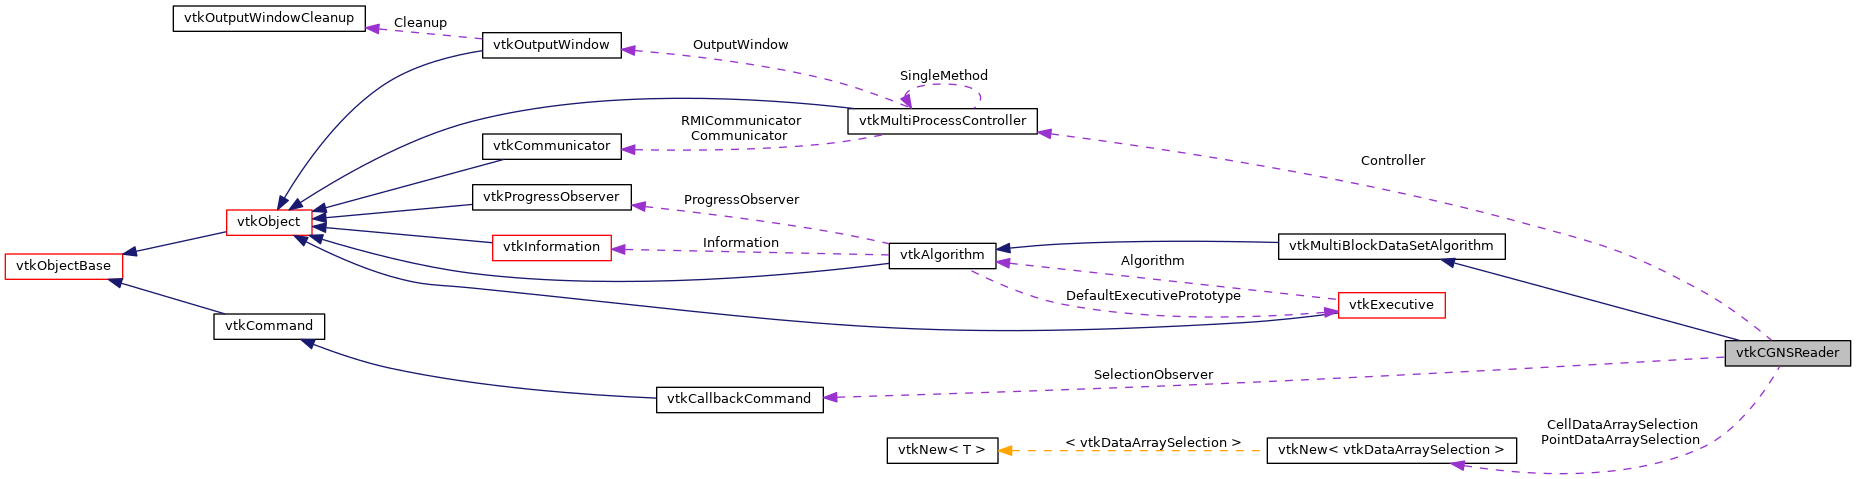 vtkOutputWindowCleanup
Cleanup
vtkOutputWindow
OutputWindow
SingleMethod
vtkMultiProcessController
RMICommunicator
Communicator
vtkCommunicator
Controller
vtkProgressObserver
ProgressObserver
vtkObject
vtkInformation
Information
vtkAlgorithm
vtkMultiBlockDataSetAlgorithm
vtkObjectBase
Algorithm
DefaultExecutivePrototype
vtkExecutive
vtkCommand
vtkCGNSReader
SelectionObserver
vtkCallbackCommand
CellDataArraySelection
PointDataArraySelection
vtkNew< T >
< vtkDataArraySelection >
vtkNew< vtkDataArraySelection >